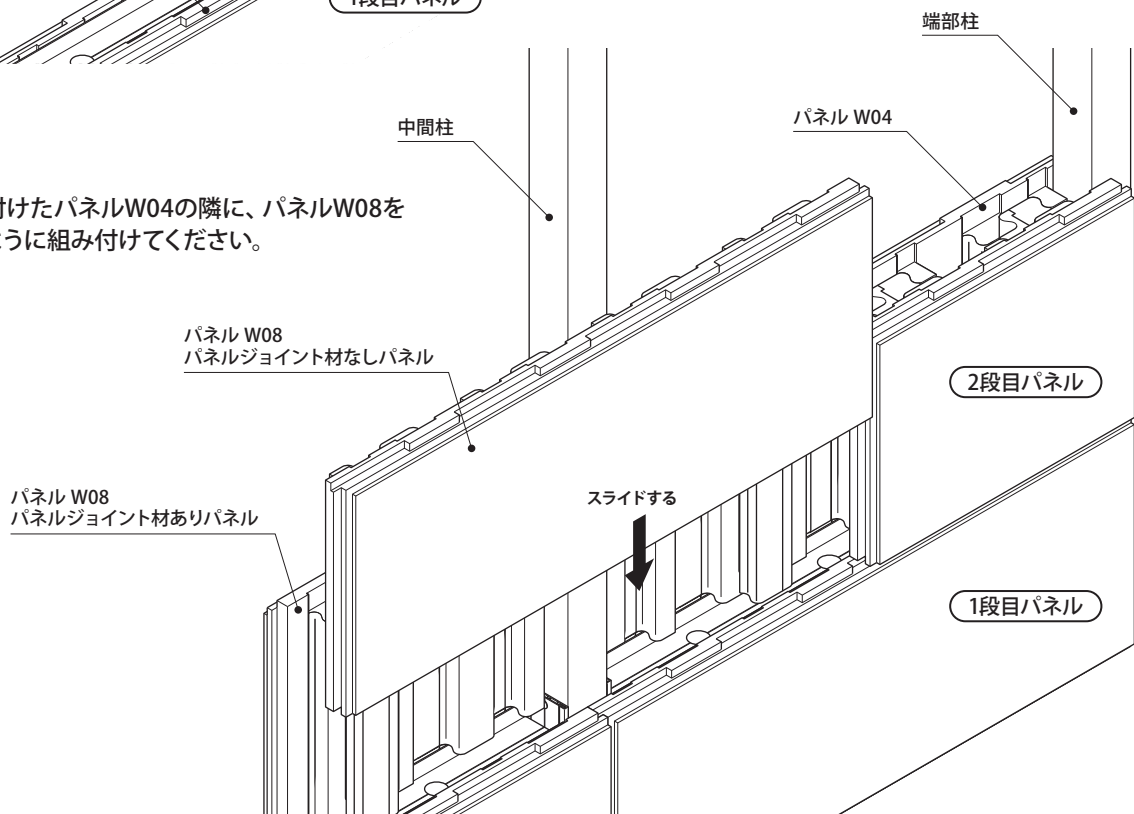 1段目パネル
端部柱
中間柱
パネル W04
付けたパネルW04の隣に、パネルW08を
うに組み付けてください。
パネル W08
パネルジョイント材なしパネル
2段目パネル
パネル W08
パネルジョイント材ありパネル
スライドする
1段目パネル